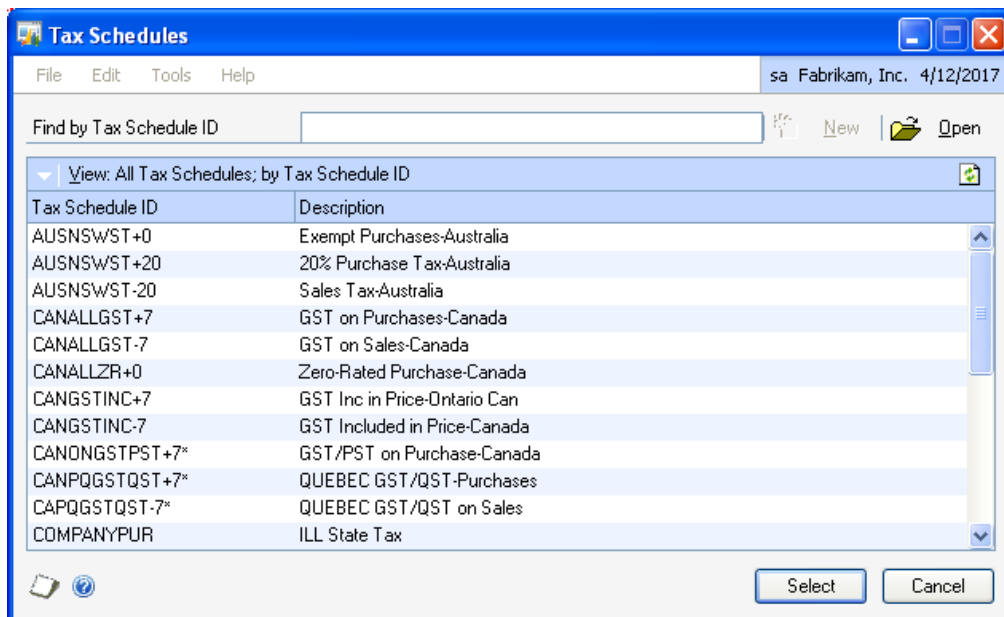 Tax Schedules
File Edit Tools Help sa Fabrikam, Inc. 4/12/2017
Find by Tax Schedule ID New Open
View: All Tax Schedules; by Tax Schedule ID
Tax Schedule ID Description
AUSNSWST+0 Exempt Purchases-Australia
AUSNSWST+20 20% Purchase Tax-Australia
AUSNSWST-20 Sales Tax-Australia
CANALLGST+7 GST on Purchases-Canada
CANALLGST-7 GST on Sales-Canada
CANALLZR+0 Zero-Rated Purchase-Canada
CANGSTINC+7 GST Inc in Price-Ontario Can
CANGSTINC-7 GST Included in Price-Canada
CANONGSTPST+7* GST/PST on Purchase-Canada
CANPQGSTQST+7* QUEBEC GST/QST-Purchases
CAPQGSTQST-7* QUEBEC GST/QST on Sales
COMPANYPUR ILL State Tax
Select Cancel